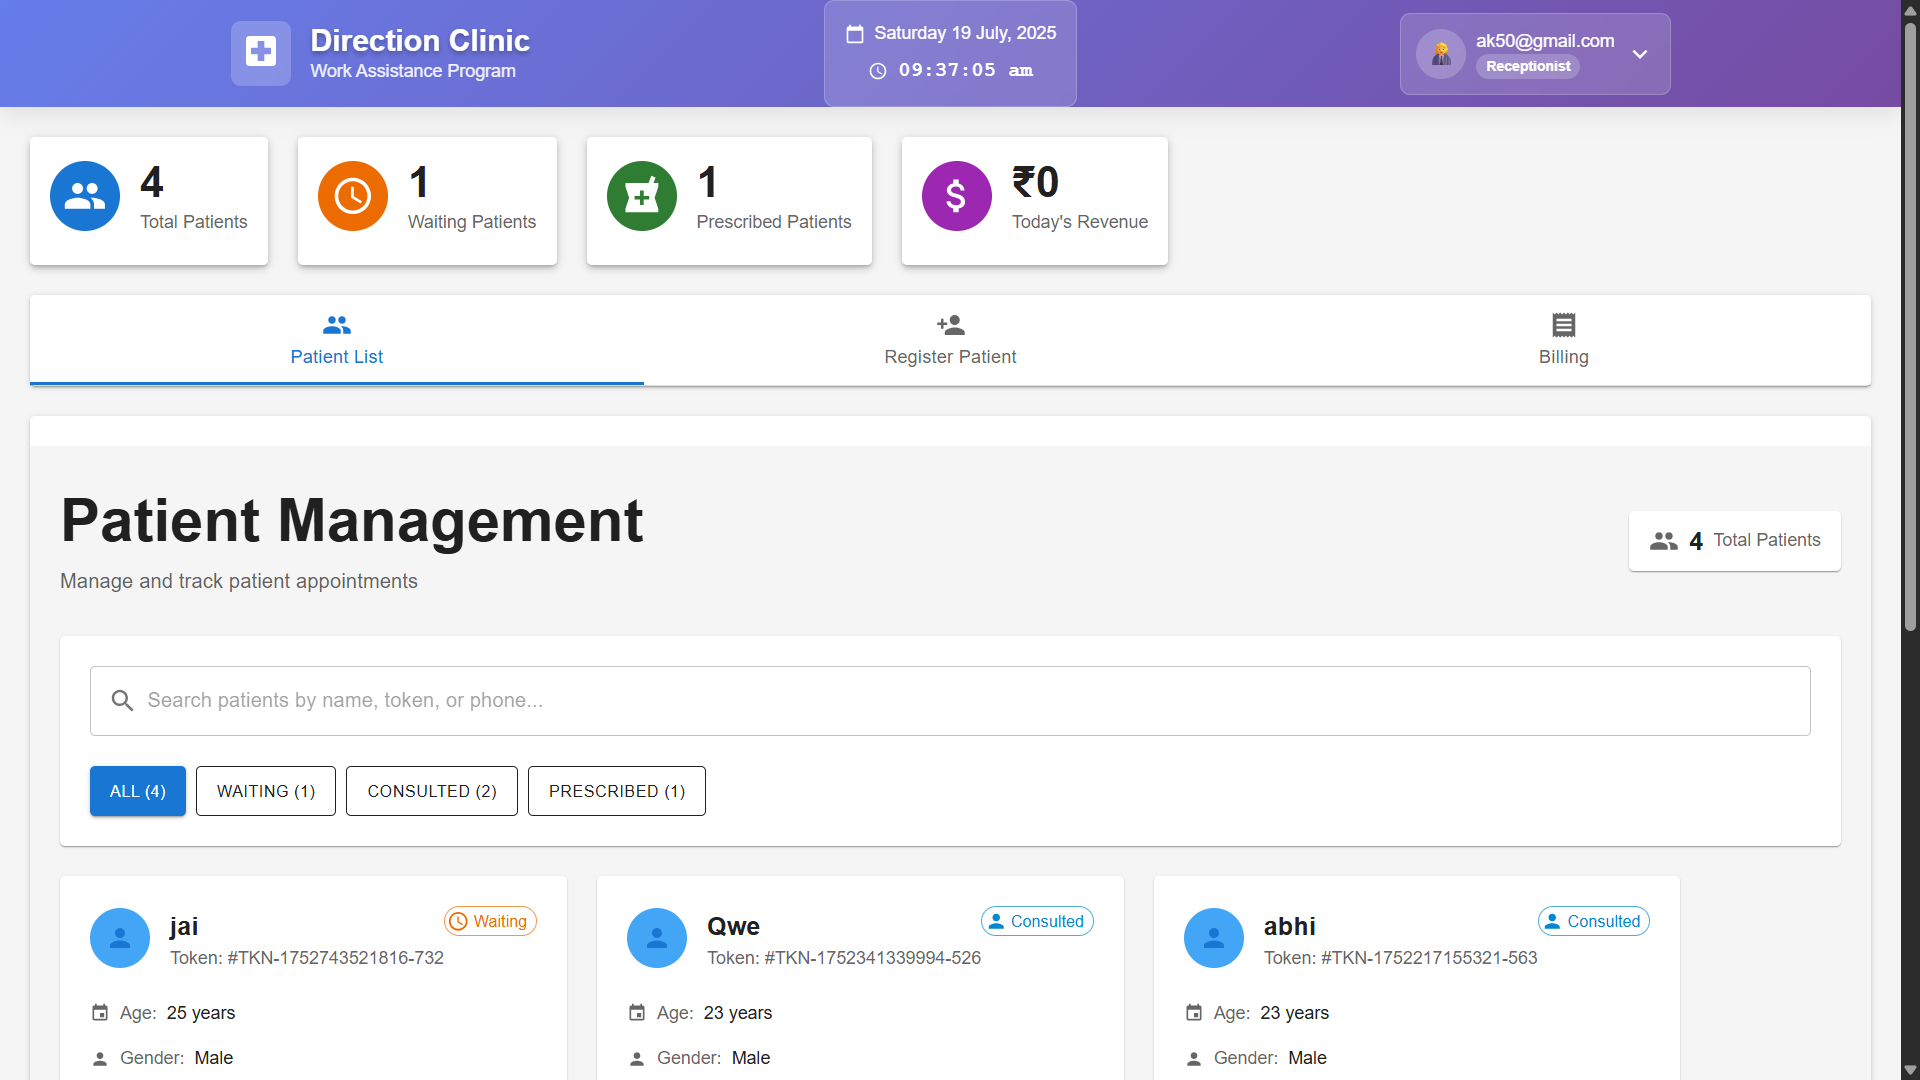 Direction Clinic
Work Assistance Program
Saturday 19 July, 2025
09:37:05 am
ak50@gmail.com
Receptionist
4
Total Patients
1
Waiting Patients
1
Prescribed Patients
₹0
Today's Revenue
Patient List
Register Patient
Billing
Patient Management
Manage and track patient appointments
4 Total Patients
Search patients by name, token, or phone...
ALL (4)
WAITING (1)
CONSULTED (2)
PRESCRIBED (1)
jai
Waiting
Token: #TKN-1752743521816-732
Age: 25 years
Gender: Male
Qwe
Consulted
Token: #TKN-1752341339994-526
Age: 23 years
Gender: Male
abhi
Consulted
Token: #TKN-1752217155321-563
Age: 23 years
Gender: Male